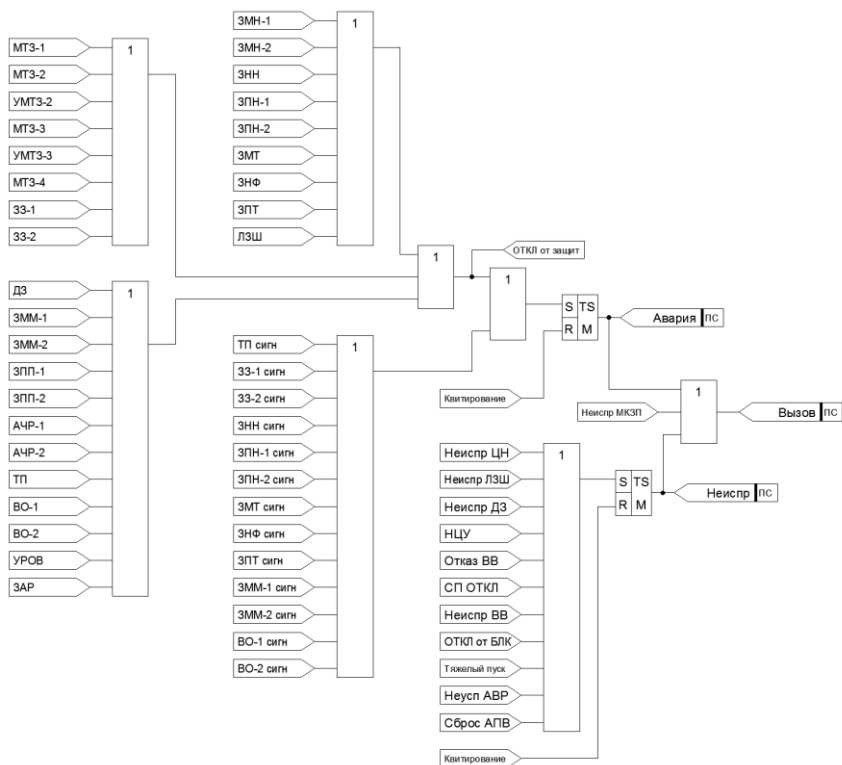 МТЗ-1
МТЗ-2
УМТЗ-2
МТЗ-3
УМТЗ-3
МТЗ-4
ЗЗ-1
ЗЗ-2
1
ЗМН-1
ЗМН-2
ЗНН
ЗПН-1
ЗПН-2
ЗМТ
ЗНФ
ЗПТ
ЛЗШ
1
ДЗ
ЗММ-1
ЗММ-2
ЗПП-1
ЗПП-2
АЧР-1
АЧР-2
ТП
ВО-1
ВО-2
УРОВ
ЗАР
1
1
ОТКЛ от защит
1
ТП сигн
ЗЗ-1 сигн
ЗЗ-2 сигн
ЗНН сигн
ЗПН-1 сигн
ЗПН-2 сигн
ЗМТ сигн
ЗНФ сигн
ЗПТ сигн
ЗММ-1 сигн
ЗММ-2 сигн
ВО-1 сигн
ВО-2 сигн
1
Квитирование
S TS
R M
Авария ПС
Неиспр МКЗП
1
Вызов ПС
Неиспр ЦН
Неиспр ЛЗШ
Неиспр ДЗ
НЦУ
Отказ ВВ
СП ОТКЛ
Неиспр ВВ
ОТКЛ от БЛК
Тяжелый пуск
Неусп АВР
Сброс АПВ
1
Квитирование
S TS
R M
Неиспр ПС